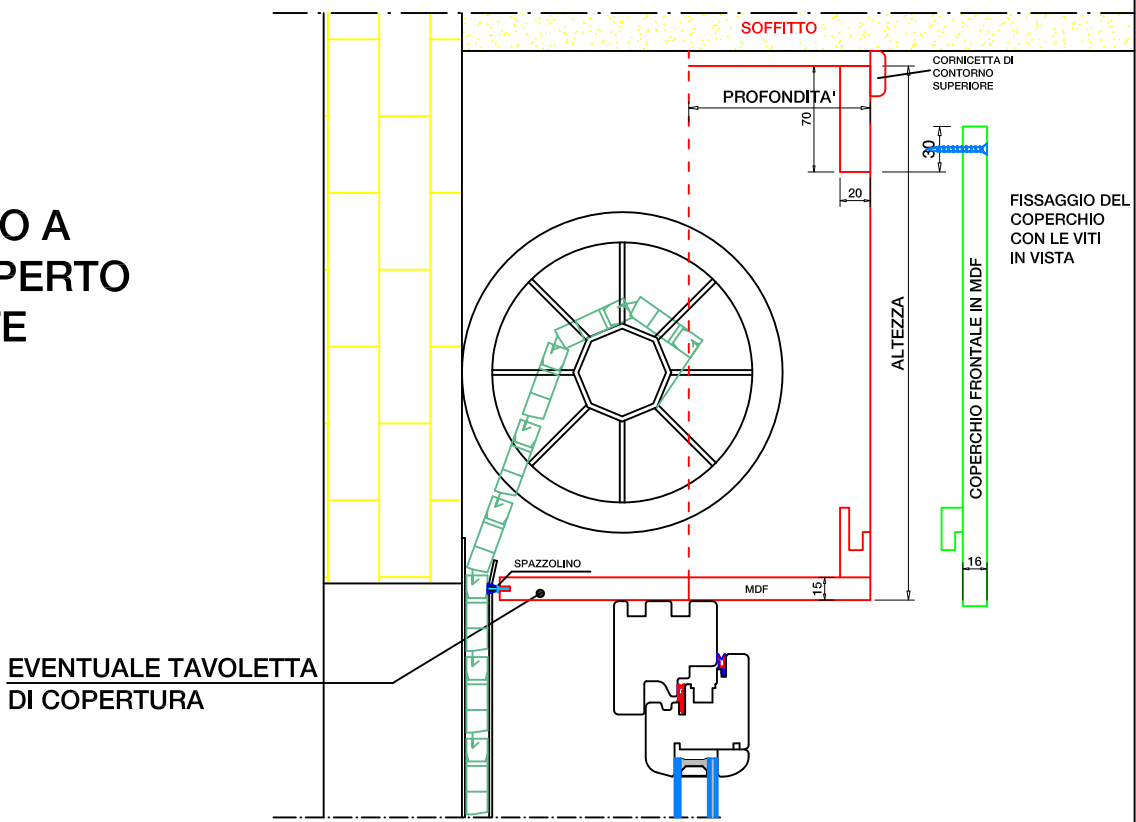 SOFFITTO
CORNICETTA DI
CONTORNO
SUPERIORE
PROFONDITA'
70
30
20
FISSAGGIO DEL
COPERCHIO
CON LE VITI
IN VISTA
O A
PERTO
E
ALTEZZA
COPERCHIO FRONTALE IN MDF
SPAZZOLINO
16
MDF
15
EVENTUALE TAVOLETTA
DI COPERTURA